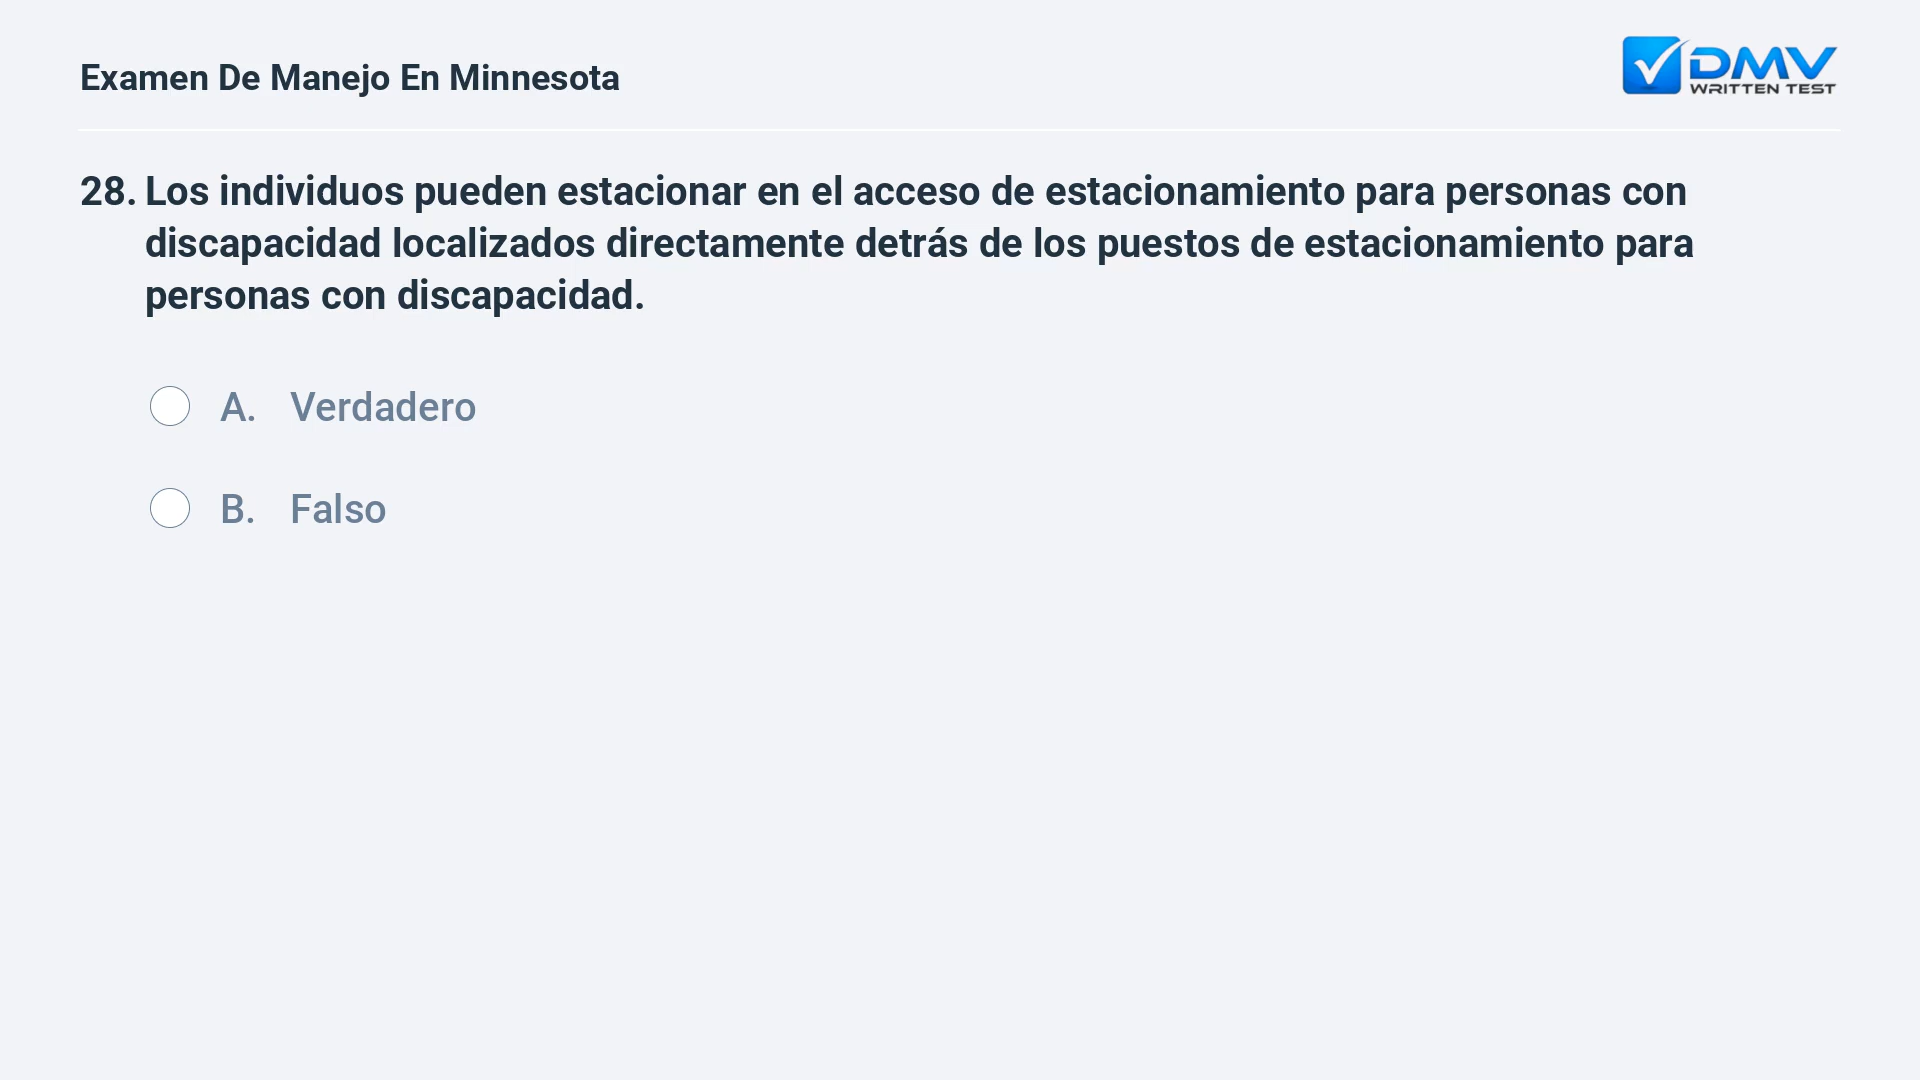 Examen De Manejo En Minnesota
DMV
WRITTEN TEST
28. Los individuos pueden estacionar en el acceso de estacionamiento para personas con
discapacidad localizados directamente detrás de los puestos de estacionamiento para
personas con discapacidad.
A. Verdadero
B. Falso